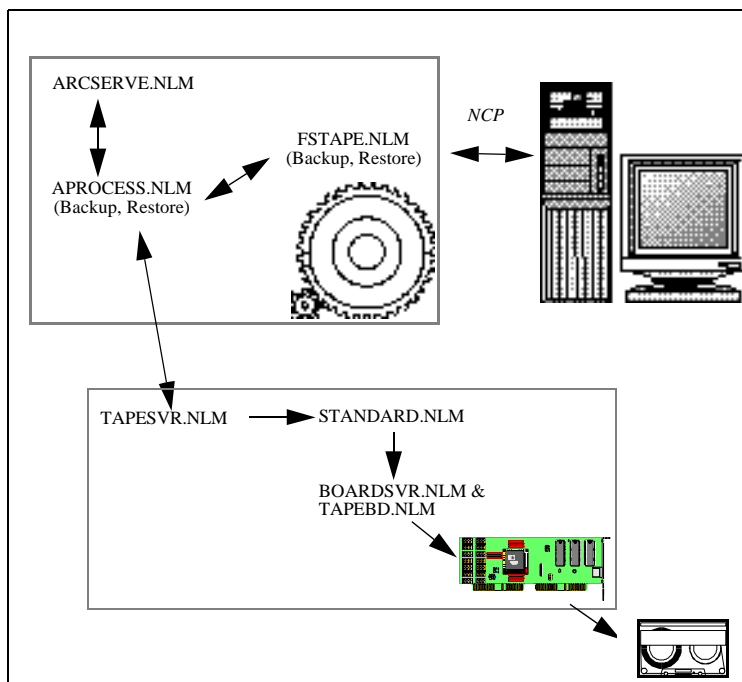 ARCSERVE.NLM
NCP
FSTAPE.NLM
(Backup, Restore)
APROCESS.NLM
(Backup, Restore)
TAPESVR.NLM
STANDARD.NLM
BOARDSVR.NLM &
TAPEBD.NLM